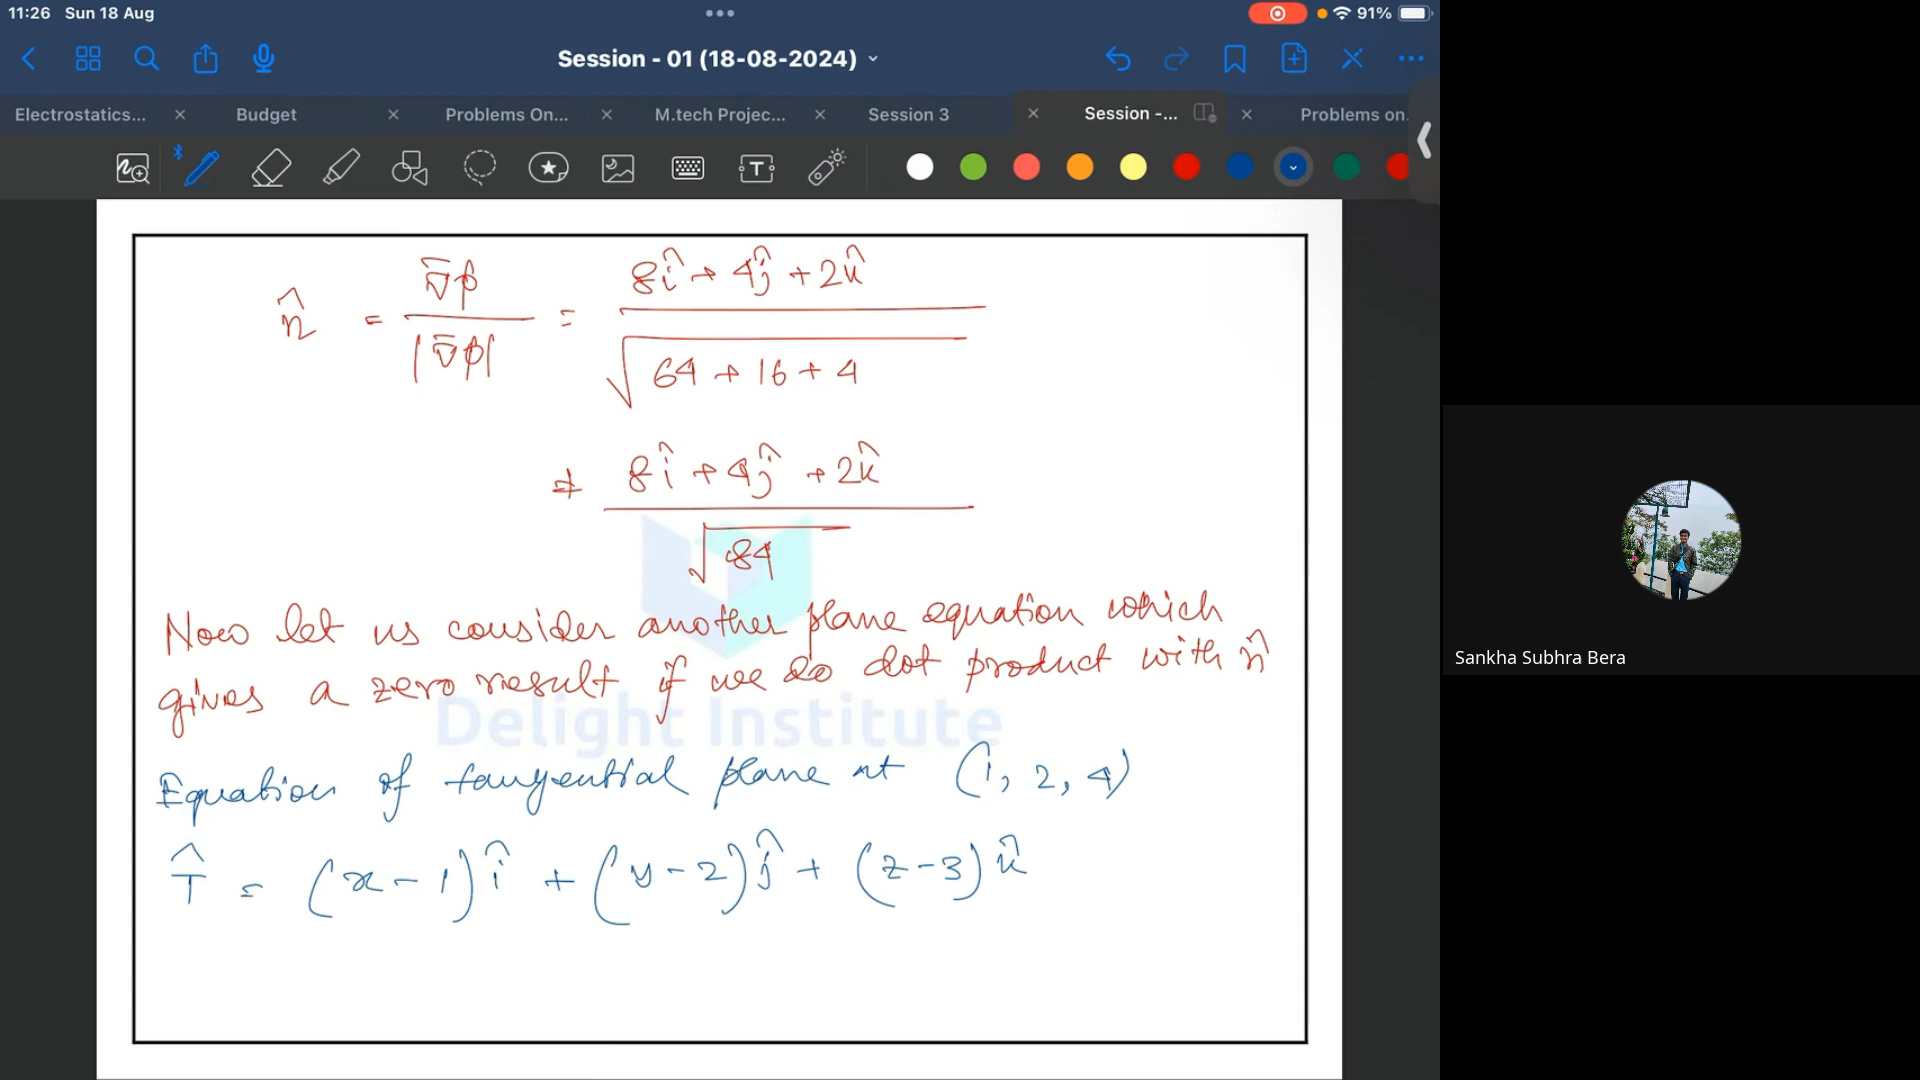 11:26 Sun 18 Aug
91%
Session - 01 (18-08-2024)
Electrostatics... Budget Problems On... M.tech Projec... Session 3 Session -... Problems on.
n̂ = ∇̄φ / |∇̄φ| = 8î + 4ĵ + 2k̂ / √64 + 16 + 4
⇒ 8î + 4ĵ + 2k̂ / √84
Now let us consider another plane equation which
gives a zero result if we do dot product with n̂
Delight Institute
Equation of tangential plane at (1, 2, 4)
T̂ = (x - 1)î + (y - 2)ĵ + (z - 3)k̂
Sankha Subhra Bera